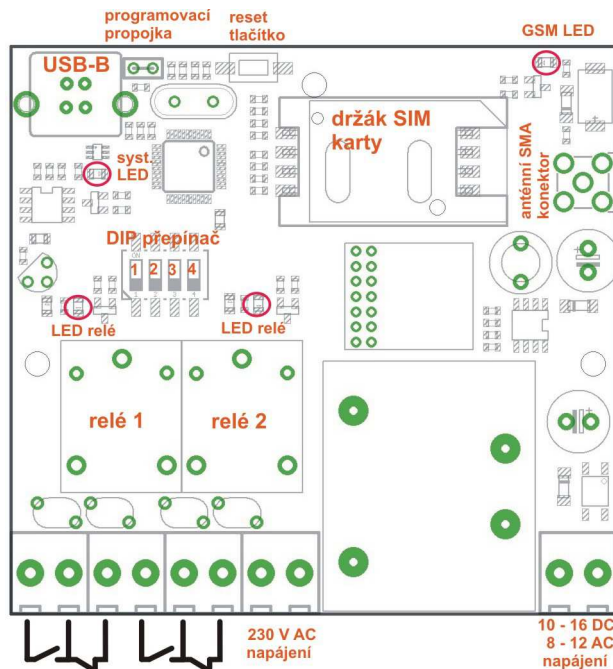 programovací
propojka
reset
tlačítko
GSM LED
USB-B
držák SIM
karty
syst.
LED
anténní SMA
konektor
DIP přepínač
ON
1 2 3 4
LED relé
LED relé
relé 1
relé 2
230 V AC
napájení
10 - 16 DC
8 - 12 AC
napájení